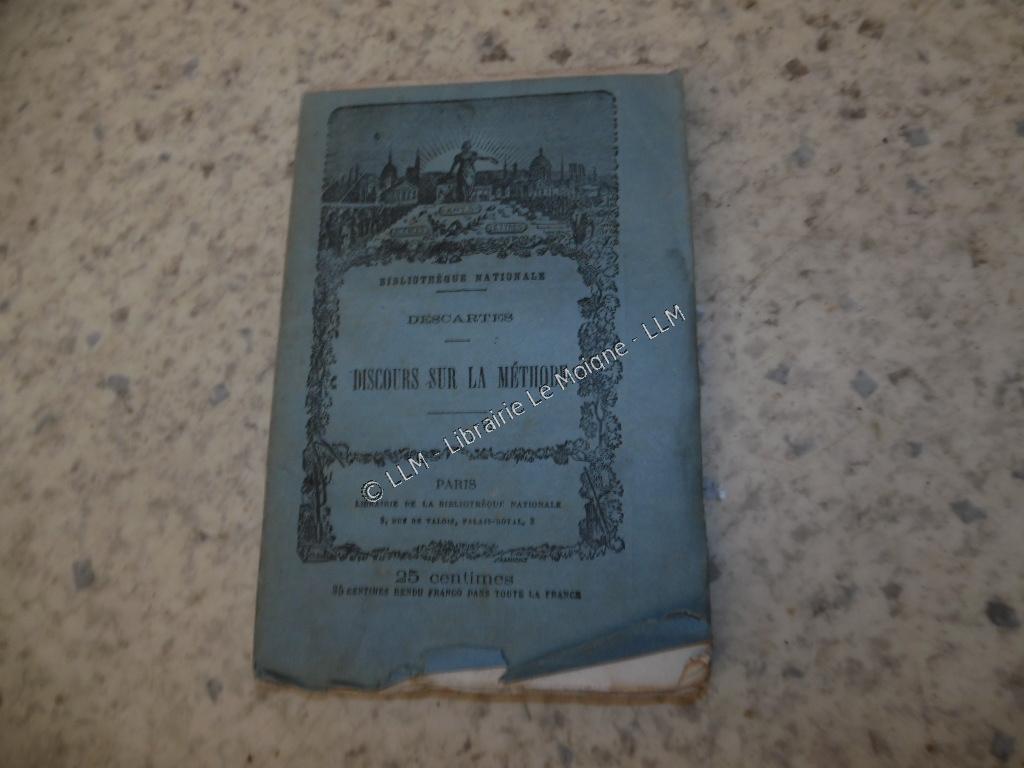 BIBLIOTHÈQUE NATIONALE
DESCARTES
DISCOURS SUR LA MÉTHODE
© LLM - Librairie Le Moigne - LLM
PARIS
LIBRAIRIE DE LA BIBLIOTHÈQUE NATIONALE
2, RUE DE VALOIS, PALAIS-ROYAL, 2
25 centimes
35 CENTIMES RENDU FRANCO DANS TOUTE LA FRANCE